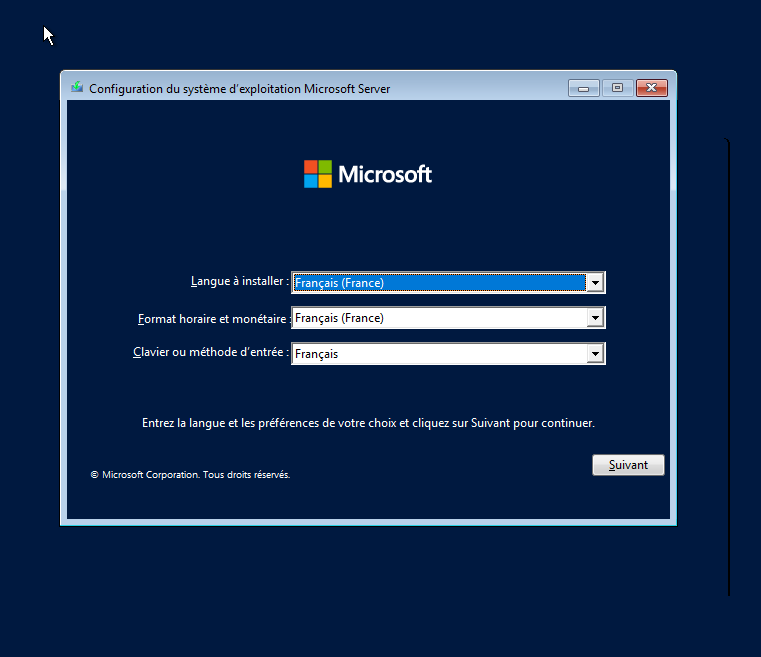 Configuration du système d'exploitation Microsoft Server
Microsoft
Langue à installer : Français (France)
Format horaire et monétaire : Français (France)
Clavier ou méthode d'entrée : Français
Entrez la langue et les préférences de votre choix et cliquez sur Suivant pour continuer.
Suivant
© Microsoft Corporation. Tous droits réservés.